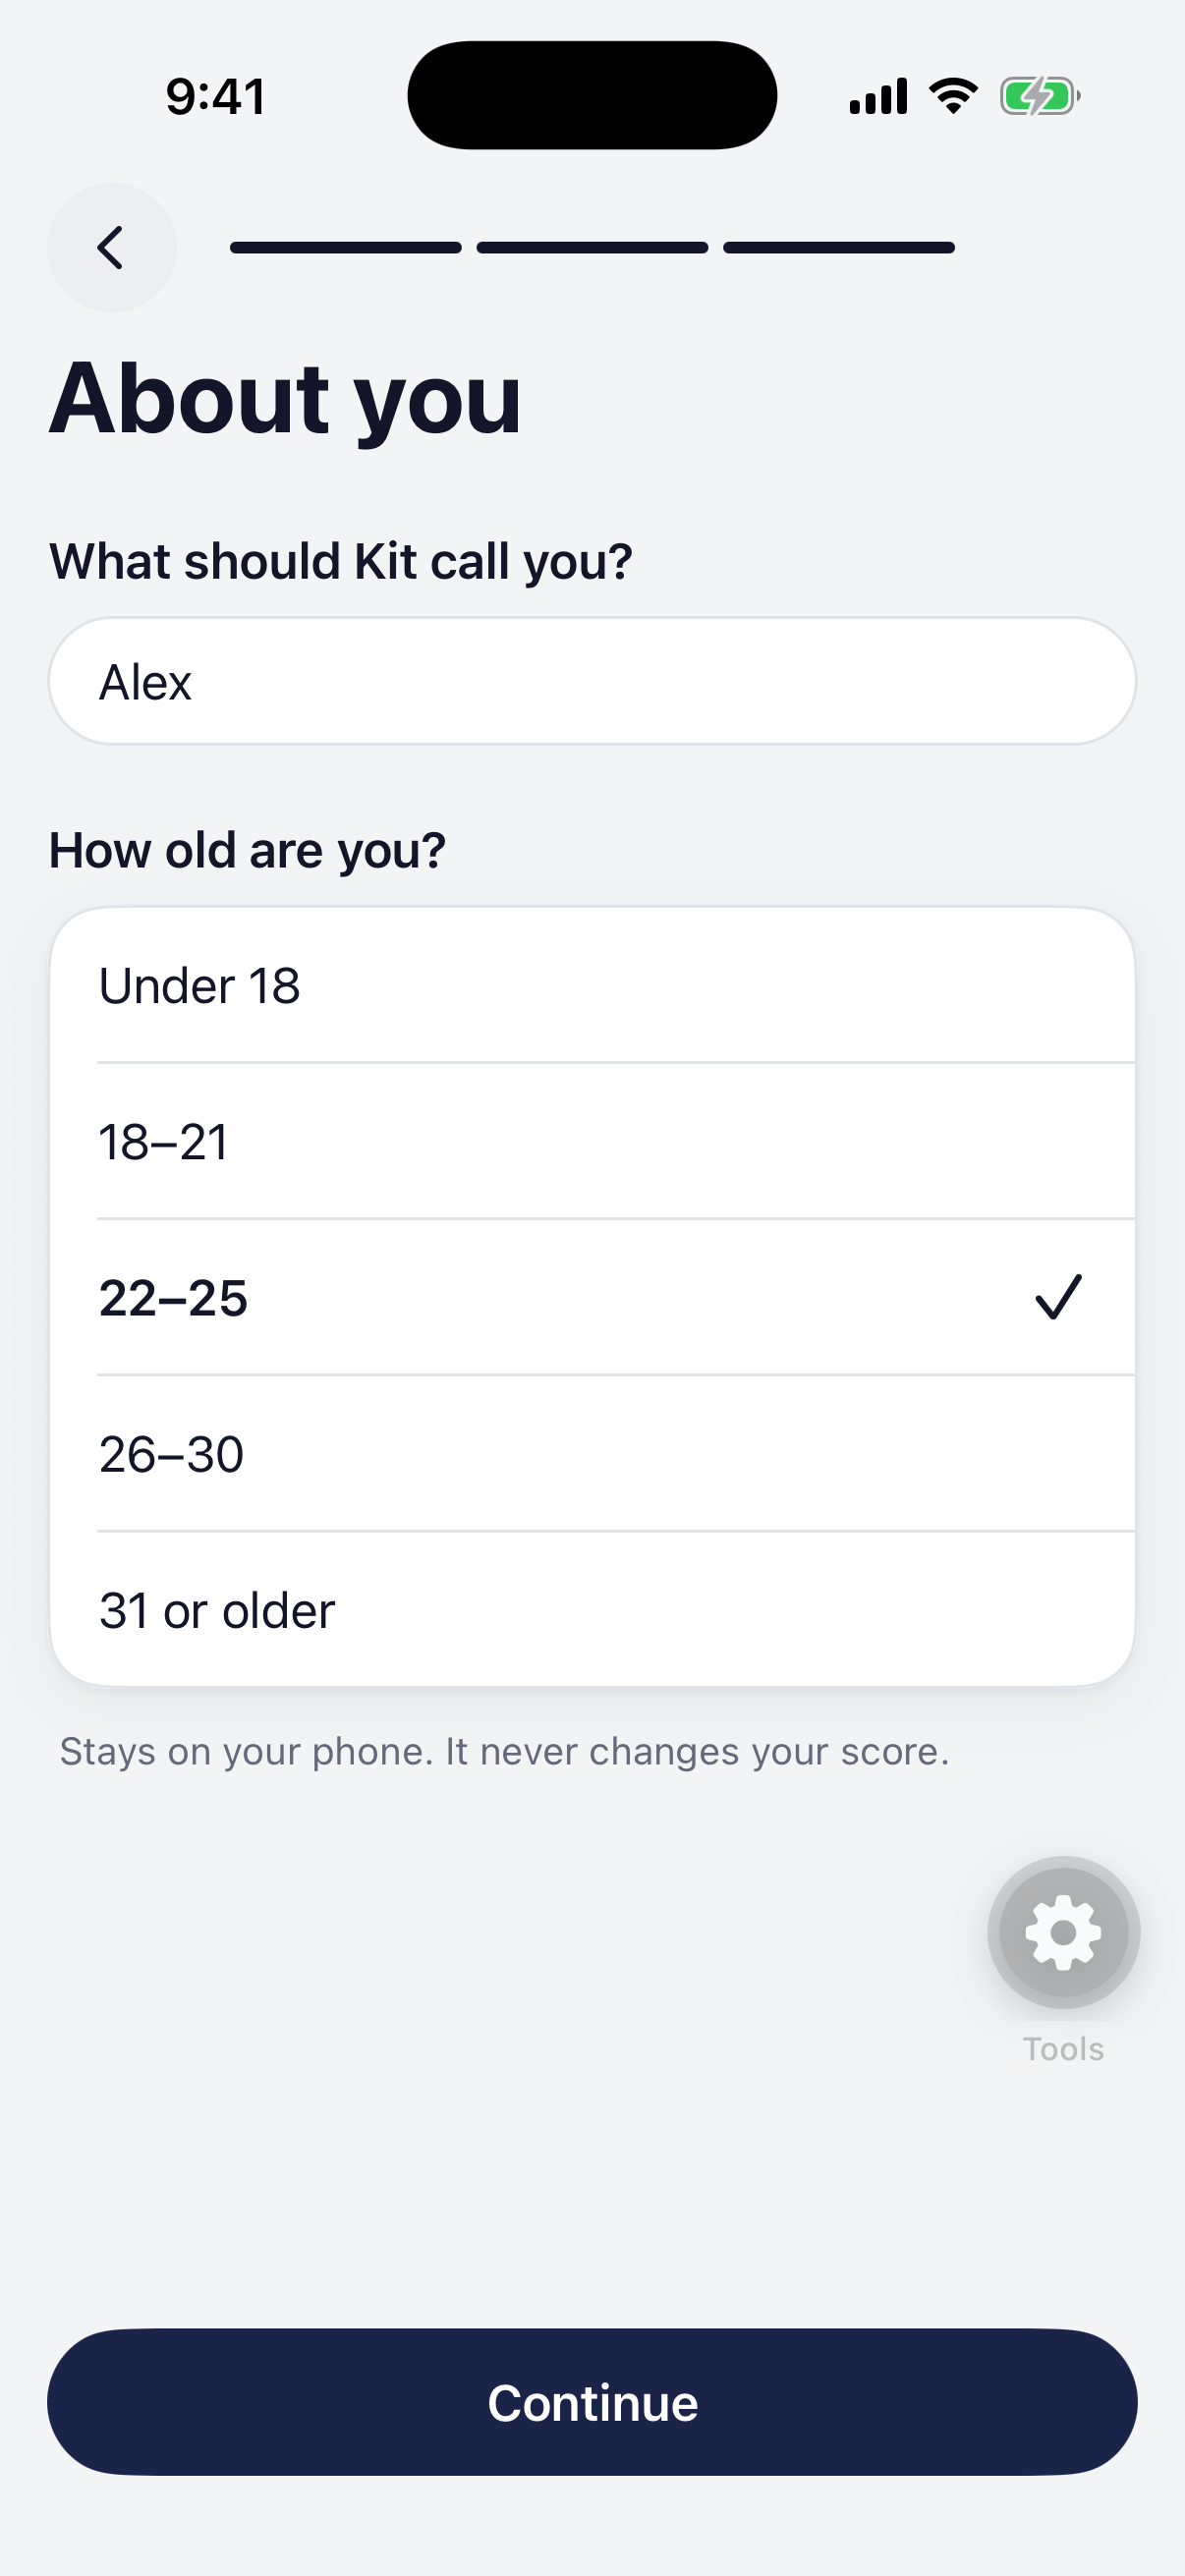 9:41
About you
What should Kit call you?
Alex
How old are you?
Under 18
18–21
22–25
26–30
31 or older
Stays on your phone. It never changes your score.
Tools
Continue